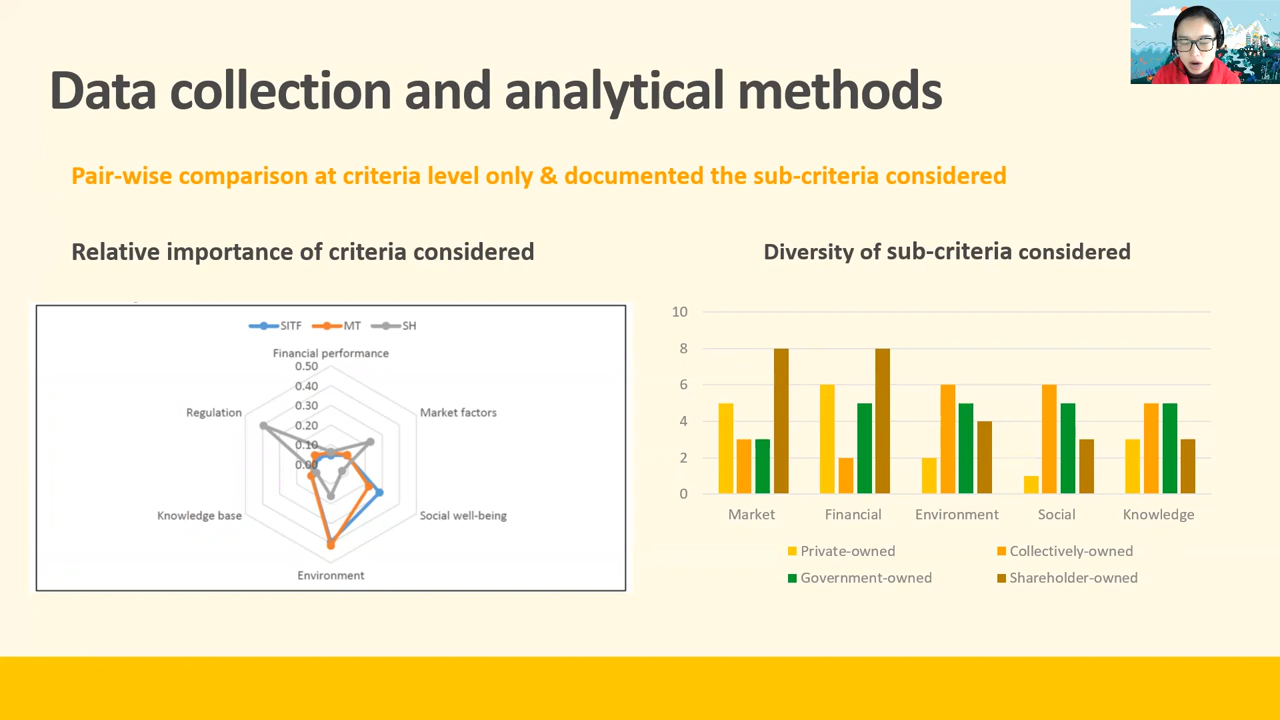 Data collection and analytical methods
Pair-wise comparison at criteria level only & documented the sub-criteria considered
Relative importance of criteria considered
SITF MT SH
Financial performance
0.50
0.40
0.30
0.20
0.10
0.00
Regulation
Market factors
Knowledge base
Social well-being
Environment
Diversity of sub-criteria considered
10
8
6
4
2
0
Market Financial Environment Social Knowledge
Private-owned Collectively-owned
Government-owned Shareholder-owned